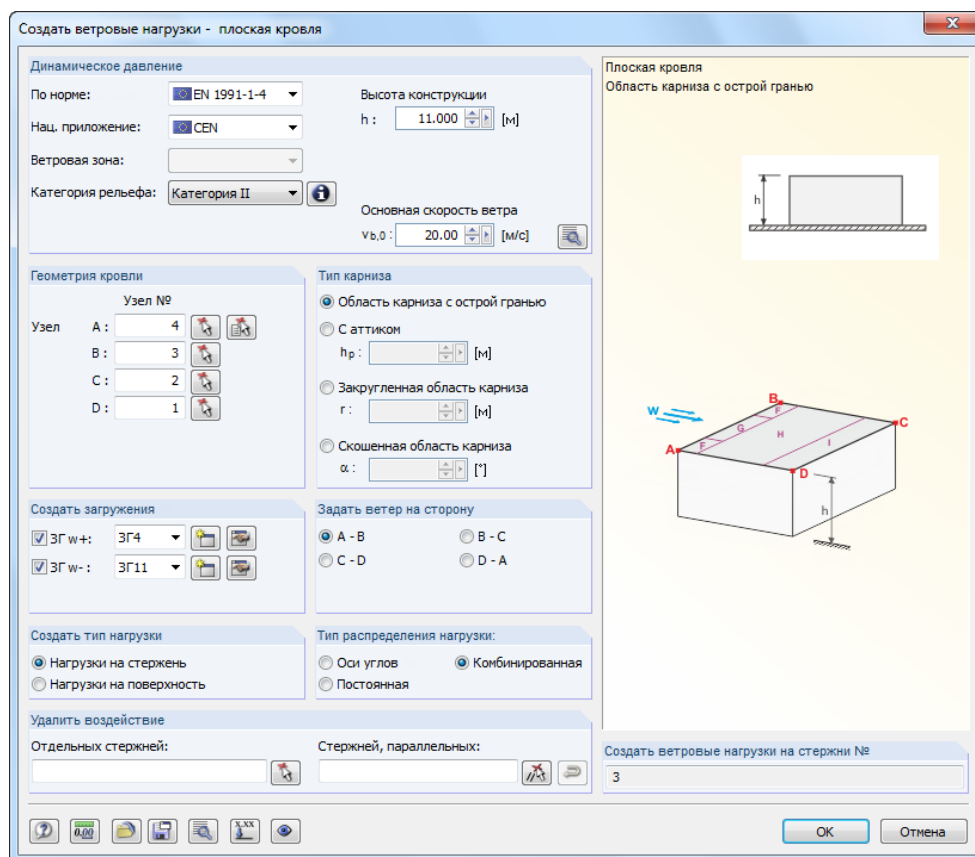 Создать ветровые нагрузки - плоская кровля
Динамическое давление
По норме: EN 1991-1-4
Нац. приложение: CEN
Ветровая зона:
Категория рельефа: Категория II
Высота конструкции
h : 11.000 [м]
Основная скорость ветра
vb,0 : 20.00 [м/с]
Геометрия кровли
Узел №
Узел A : 4
B : 3
C : 2
D : 1
Тип карниза
Область карниза с острой гранью
С аттиком
hp : [м]
Закругленная область карниза
r : [м]
Скошенная область карниза
α : [°]
Создать загружения
ЗГ w+: ЗГ4
ЗГ w- : ЗГ11
Задать ветер на сторону
A - B B - C
C - D D - A
Создать тип нагрузки
Нагрузки на стержень
Нагрузки на поверхность
Тип распределения нагрузки:
Оси углов Комбинированная
Постоянная
Удалить воздействие
Отдельных стержней:
Стержней, параллельных:
Плоская кровля
Область карниза с острой гранью
h
W
B
F
G
H
F
I
A
C
D
h
Создать ветровые нагрузки на стержни №
3
0.00
x.xx
OK Отмена